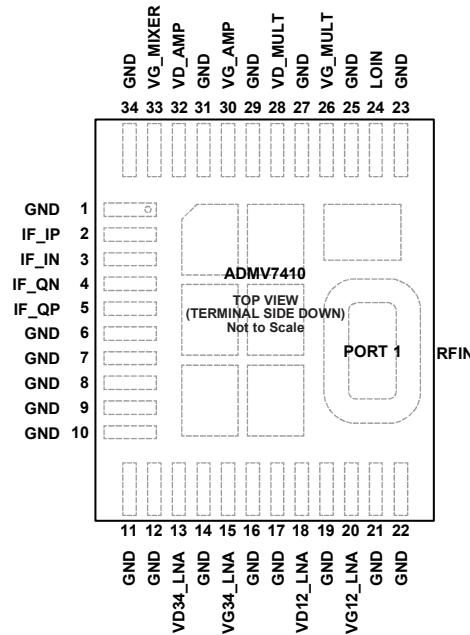 GND
VG_MIXER
VD_AMP
GND
VG_AMP
GND
VD_MULT
GND
VG_MULT
GND
LOIN
GND
34 33 32 31 30 29 28 27 26 25 24 23
GND 1
IF_IP 2
IF_IN 3
IF_QN 4
IF_QP 5
GND 6
GND 7
GND 8
GND 9
GND 10
ADMV7410
TOP VIEW
(TERMINAL SIDE DOWN)
Not to Scale
PORT 1
RFIN
11 12 13 14 15 16 17 18 19 20 21 22
GND
GND
VD34_LNA
GND
VG34_LNA
GND
GND
VD12_LNA
GND
VG12_LNA
GND
GND